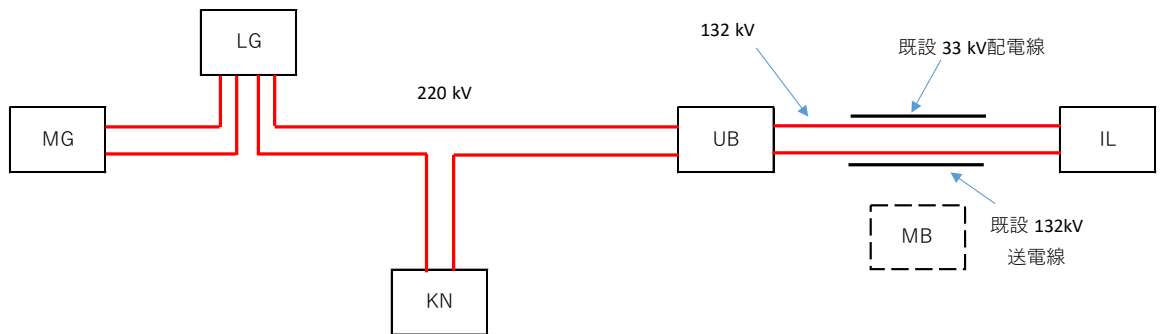 132 kV
既設 33 kV配電線
LG
220 kV
MG
UB
IL
既設 132kV
送電線
MB
KN